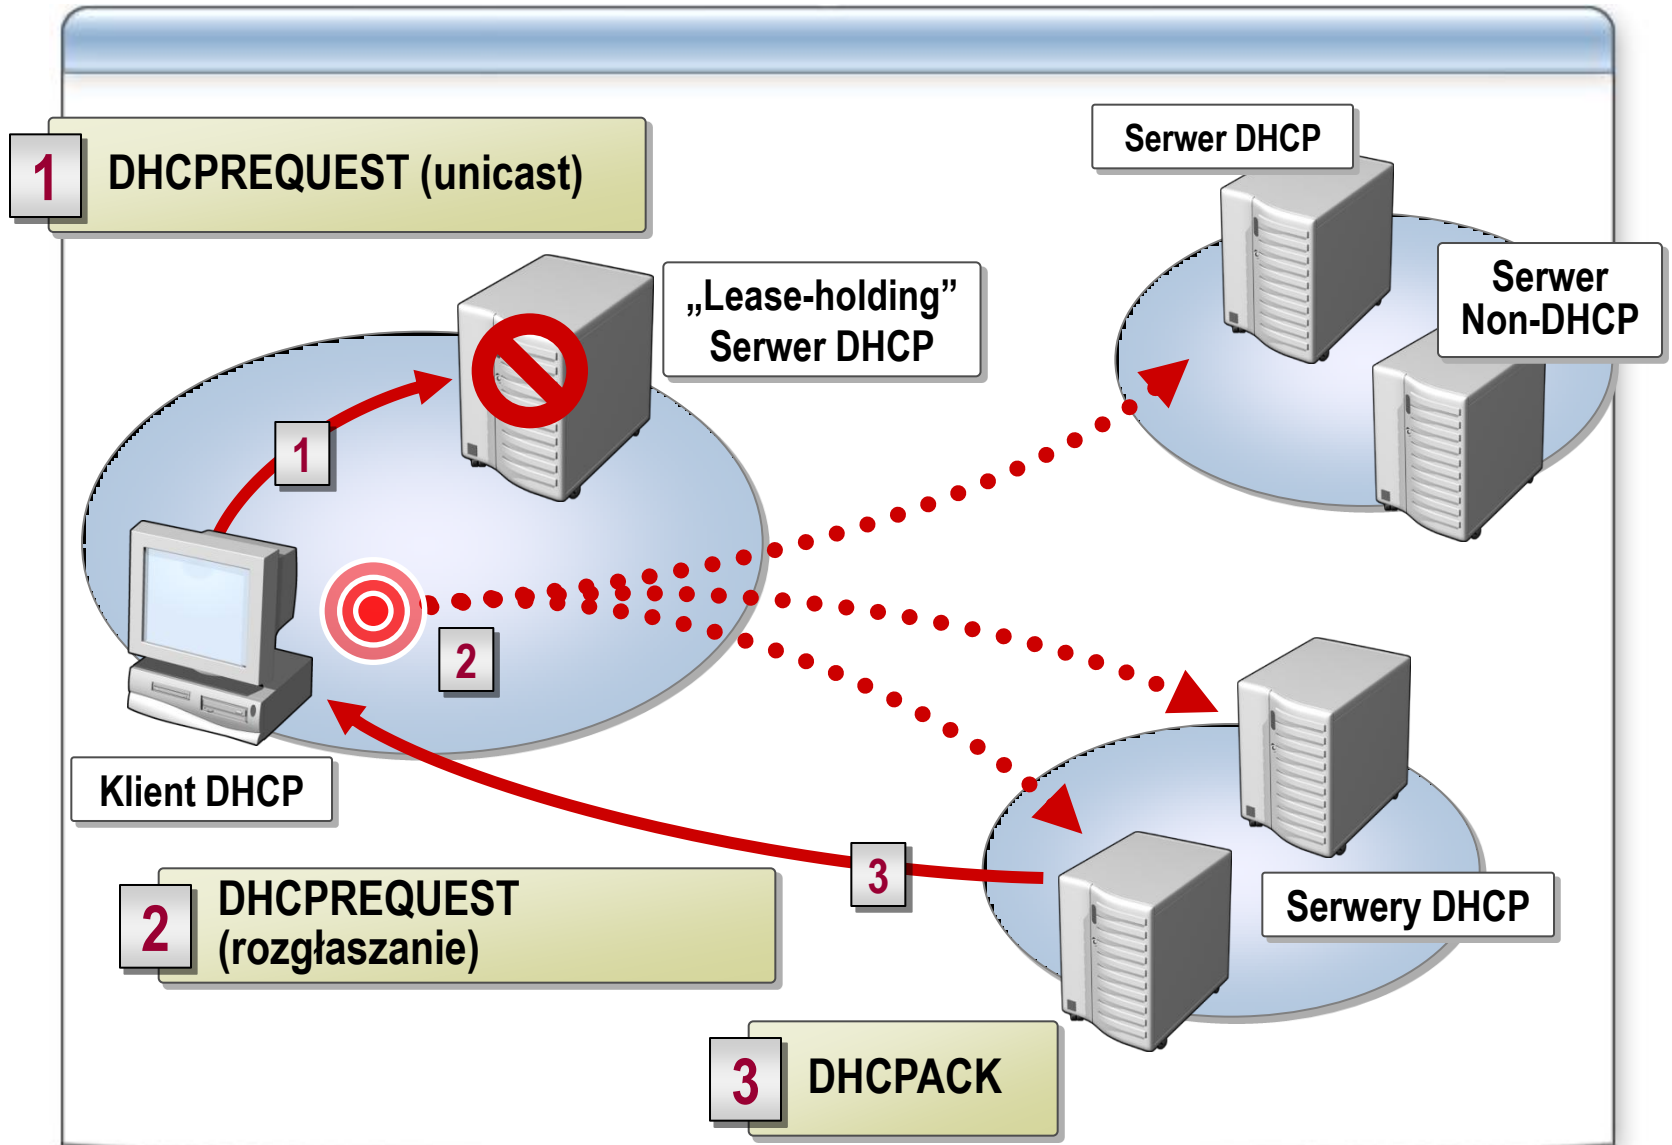 1
DHCPREQUEST (unicast)
Serwer DHCP
Serwer
Non-DHCP
„Lease-holding”
Serwer DHCP
1
2
Klient DHCP
3
Serwery DHCP
2
DHCPREQUEST
(rozgłaszanie)
3
DHCPACK